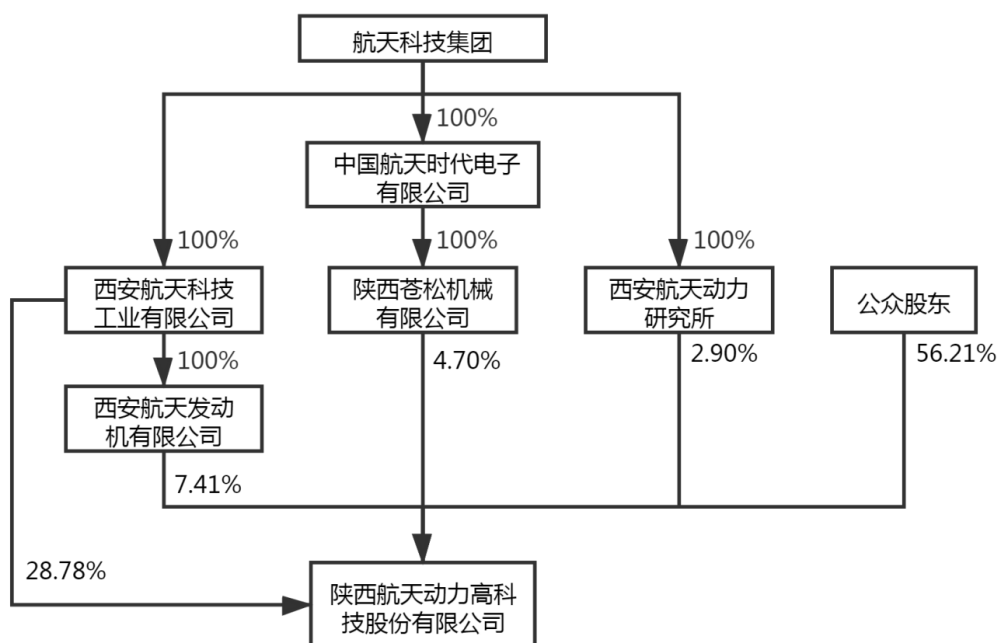 航天科技集团
100%
中国航天时代电子
有限公司
100%
100%
100%
西安航天科技
工业有限公司
陕西苍松机械
有限公司
西安航天动力
研究所
公众股东
100%
4.70%
2.90%
56.21%
西安航天发动
机有限公司
7.41%
28.78%
陕西航天动力高科
技股份有限公司